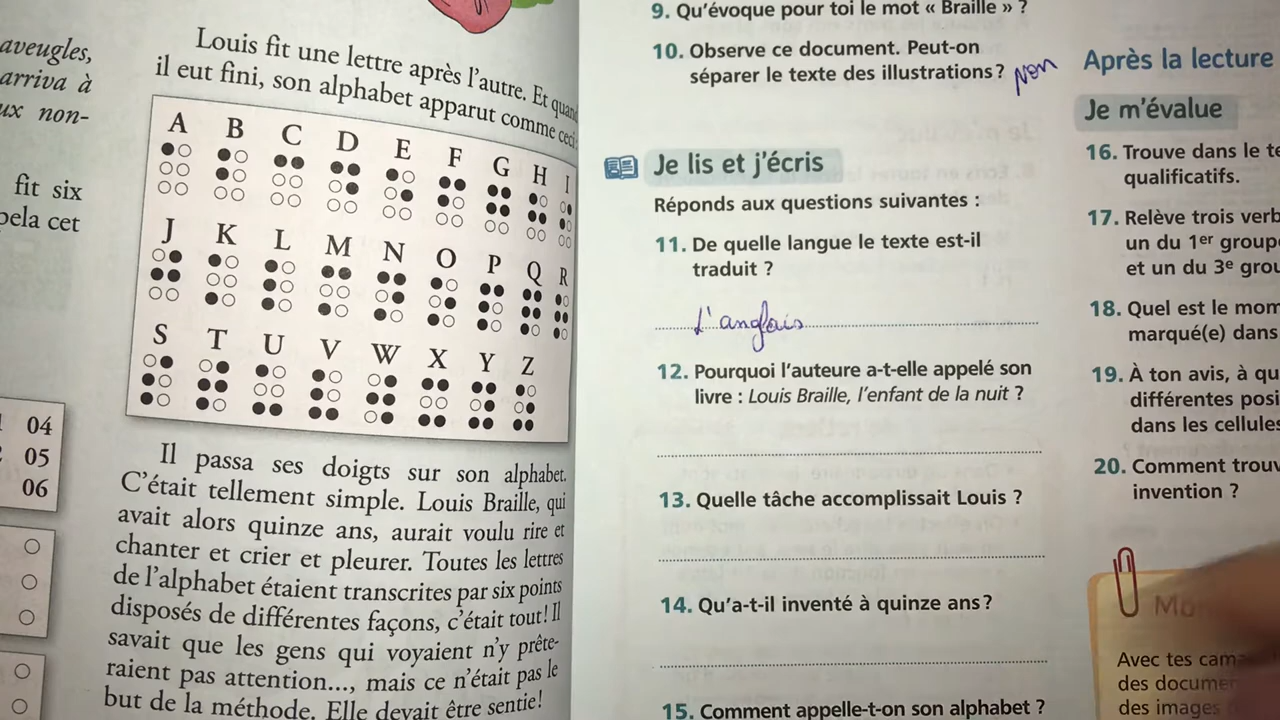 aveugles,
arriva à
ux non-
fit six
pela cet
04
05
06
Louis fit une lettre après l'autre. Et quand
il eut fini, son alphabet apparut comme ceci :
A B C D E F G H I
J K L M N O P Q R
S T U V W X Y Z
Il passa ses doigts sur son alphabet.
C'était tellement simple. Louis Braille, qui
avait alors quinze ans, aurait voulu rire et
chanter et crier et pleurer. Toutes les lettres
de l'alphabet étaient transcrites par six points
disposés de différentes façons, c'était tout! Il
savait que les gens qui voyaient n'y prête-
raient pas attention..., mais ce n'était pas le
but de la méthode. Elle devait être sentie!
9. Qu'évoque pour toi le mot « Braille » ?
10. Observe ce document. Peut-on
séparer le texte des illustrations? Non
Je lis et j'écris
Réponds aux questions suivantes :
11. De quelle langue le texte est-il
traduit ?
L'anglais
12. Pourquoi l'auteure a-t-elle appelé son
livre : Louis Braille, l'enfant de la nuit ?
13. Quelle tâche accomplissait Louis ?
14. Qu'a-t-il inventé à quinze ans?
15. Comment appelle-t-on son alphabet ?
Après la lecture
Je m'évalue
16. Trouve dans le te
qualificatifs.
17. Relève trois verb
un du 1er groupe
et un du 3e grou
18. Quel est le mom
marqué(e) dans
19. À ton avis, à qu
différentes posi
dans les cellules
20. Comment trouv
invention ?
Mo
Avec tes cama
des documen
des images